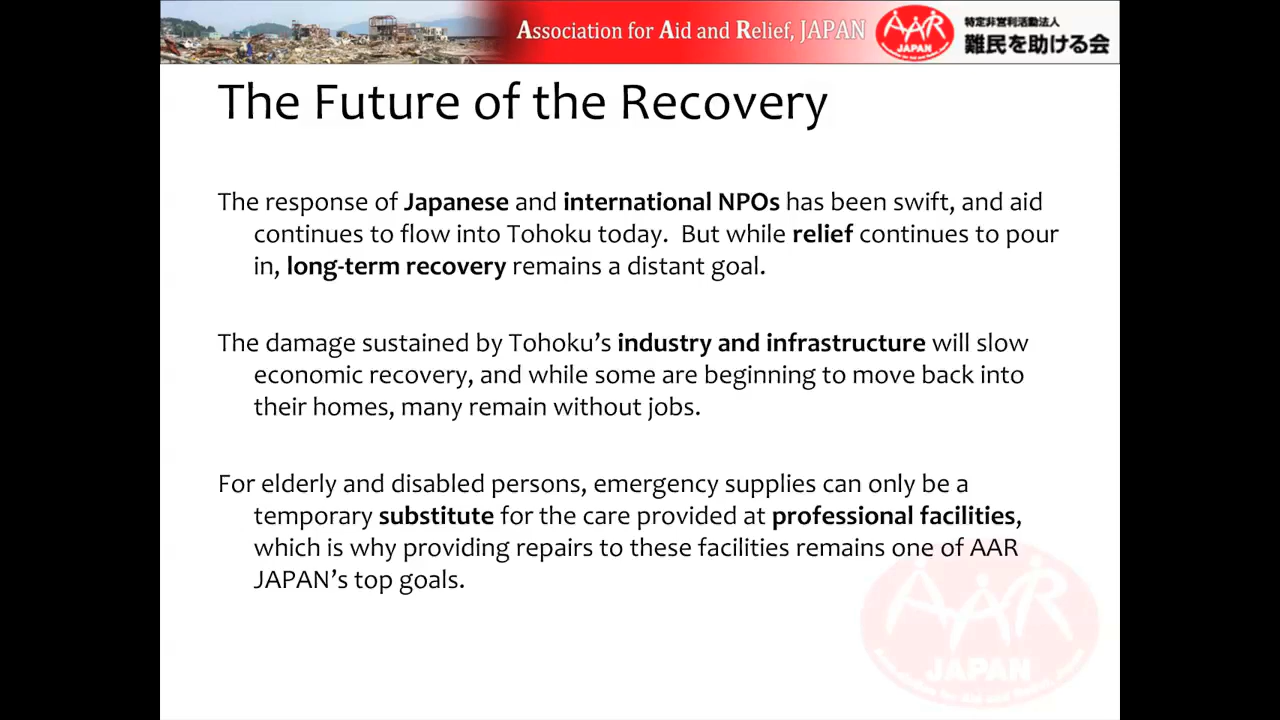 Association for Aid and Relief, JAPAN
AAR
JAPAN
特定非営利活動法人
難民を助ける会
The Future of the Recovery
The response of Japanese and international NPOs has been swift, and aid
continues to flow into Tohoku today. But while relief continues to pour
in, long-term recovery remains a distant goal.
The damage sustained by Tohoku's industry and infrastructure will slow
economic recovery, and while some are beginning to move back into
their homes, many remain without jobs.
For elderly and disabled persons, emergency supplies can only be a
temporary substitute for the care provided at professional facilities,
which is why providing repairs to these facilities remains one of AAR
JAPAN's top goals.
AAR
JAPAN
Association for Aid and Relief, Japan